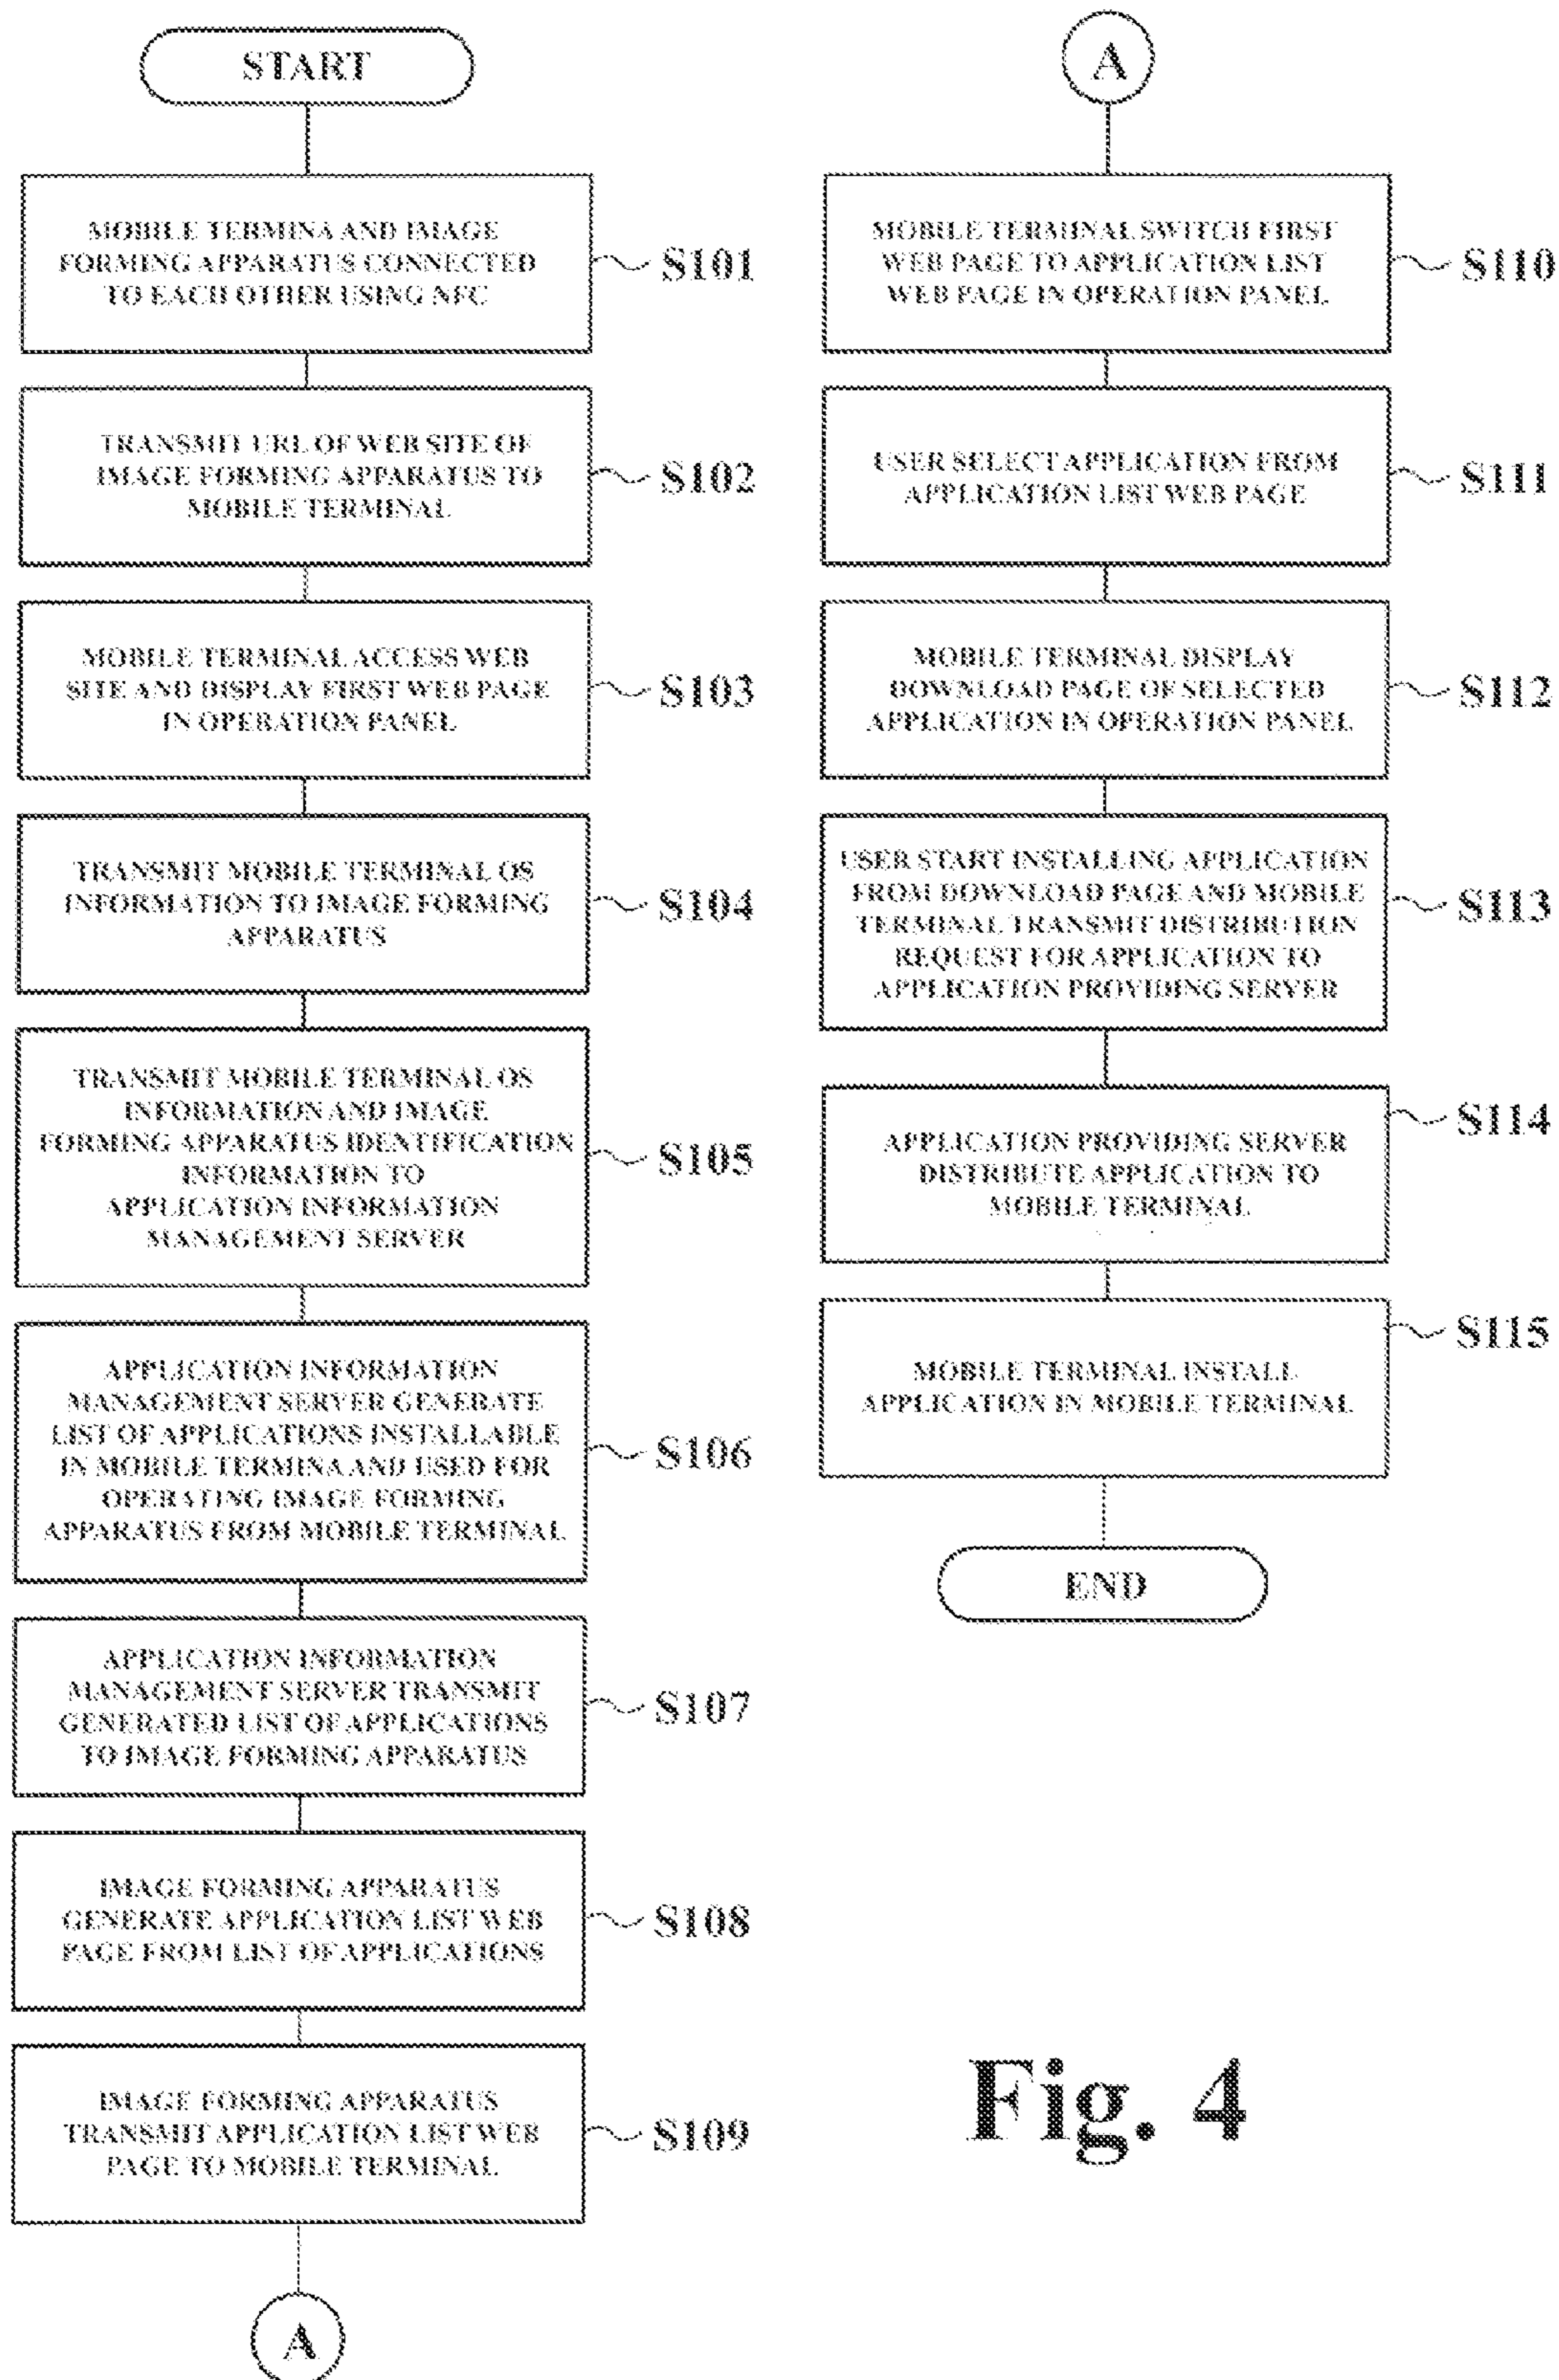 START
MOBILE TERMINA AND IMAGE
FORMING APPARATUS CONNECTED
TO EACH OTHER USING NFC
S101
TRANSMIT URL OF WEB SITE OF
IMAGE FORMING APPARATUS TO
MOBILE TERMINAL
S102
MOBILE TERMINAL ACCESS WEB
SITE AND DISPLAY FIRST WEB PAGE
IN OPERATION PANEL
S103
TRANSMIT MOBILE TERMINAL OS
INFORMATION TO IMAGE FORMING
APPARATUS
S104
TRANSMIT MOBILE TERMINAL OS
INFORMATION AND IMAGE
FORMING APPARATUS IDENTIFICATION
INFORMATION TO
APPLICATION INFORMATION
MANAGEMENT SERVER
S105
APPLICATION INFORMATION
MANAGEMENT SERVER GENERATE
LIST OF APPLICATIONS INSTALLABLE
IN MOBILE TERMINA AND USED FOR
OPERATING IMAGE FORMING
APPARATUS FROM MOBILE TERMINAL
S106
APPLICATION INFORMATION
MANAGEMENT SERVER TRANSMIT
GENERATED LIST OF APPLICATIONS
TO IMAGE FORMING APPARATUS
S107
IMAGE FORMING APPARATUS
GENERATE APPLICATION LIST WEB
PAGE FROM LIST OF APPLICATIONS
S108
IMAGE FORMING APPARATUS
TRANSMIT APPLICATION LIST WEB
PAGE TO MOBILE TERMINAL
S109
A
A
MOBILE TERMINAL SWITCH FIRST
WEB PAGE TO APPLICATION LIST
WEB PAGE IN OPERATION PANEL
S110
USER SELECT APPLICATION FROM
APPLICATION LIST WEB PAGE
S111
MOBILE TERMINAL DISPLAY
DOWNLOAD PAGE OF SELECTED
APPLICATION IN OPERATION PANEL
S112
USER START INSTALLING APPLICATION
FROM DOWNLOAD PAGE AND MOBILE
TERMINAL TRANSMIT DISTRIBUTION
REQUEST FOR APPLICATION TO
APPLICATION PROVIDING SERVER
S113
APPLICATION PROVIDING SERVER
DISTRIBUTE APPLICATION TO
MOBILE TERMINAL
S114
MOBILE TERMINAL INSTALL
APPLICATION IN MOBILE TERMINAL
S115
END
Fig. 4